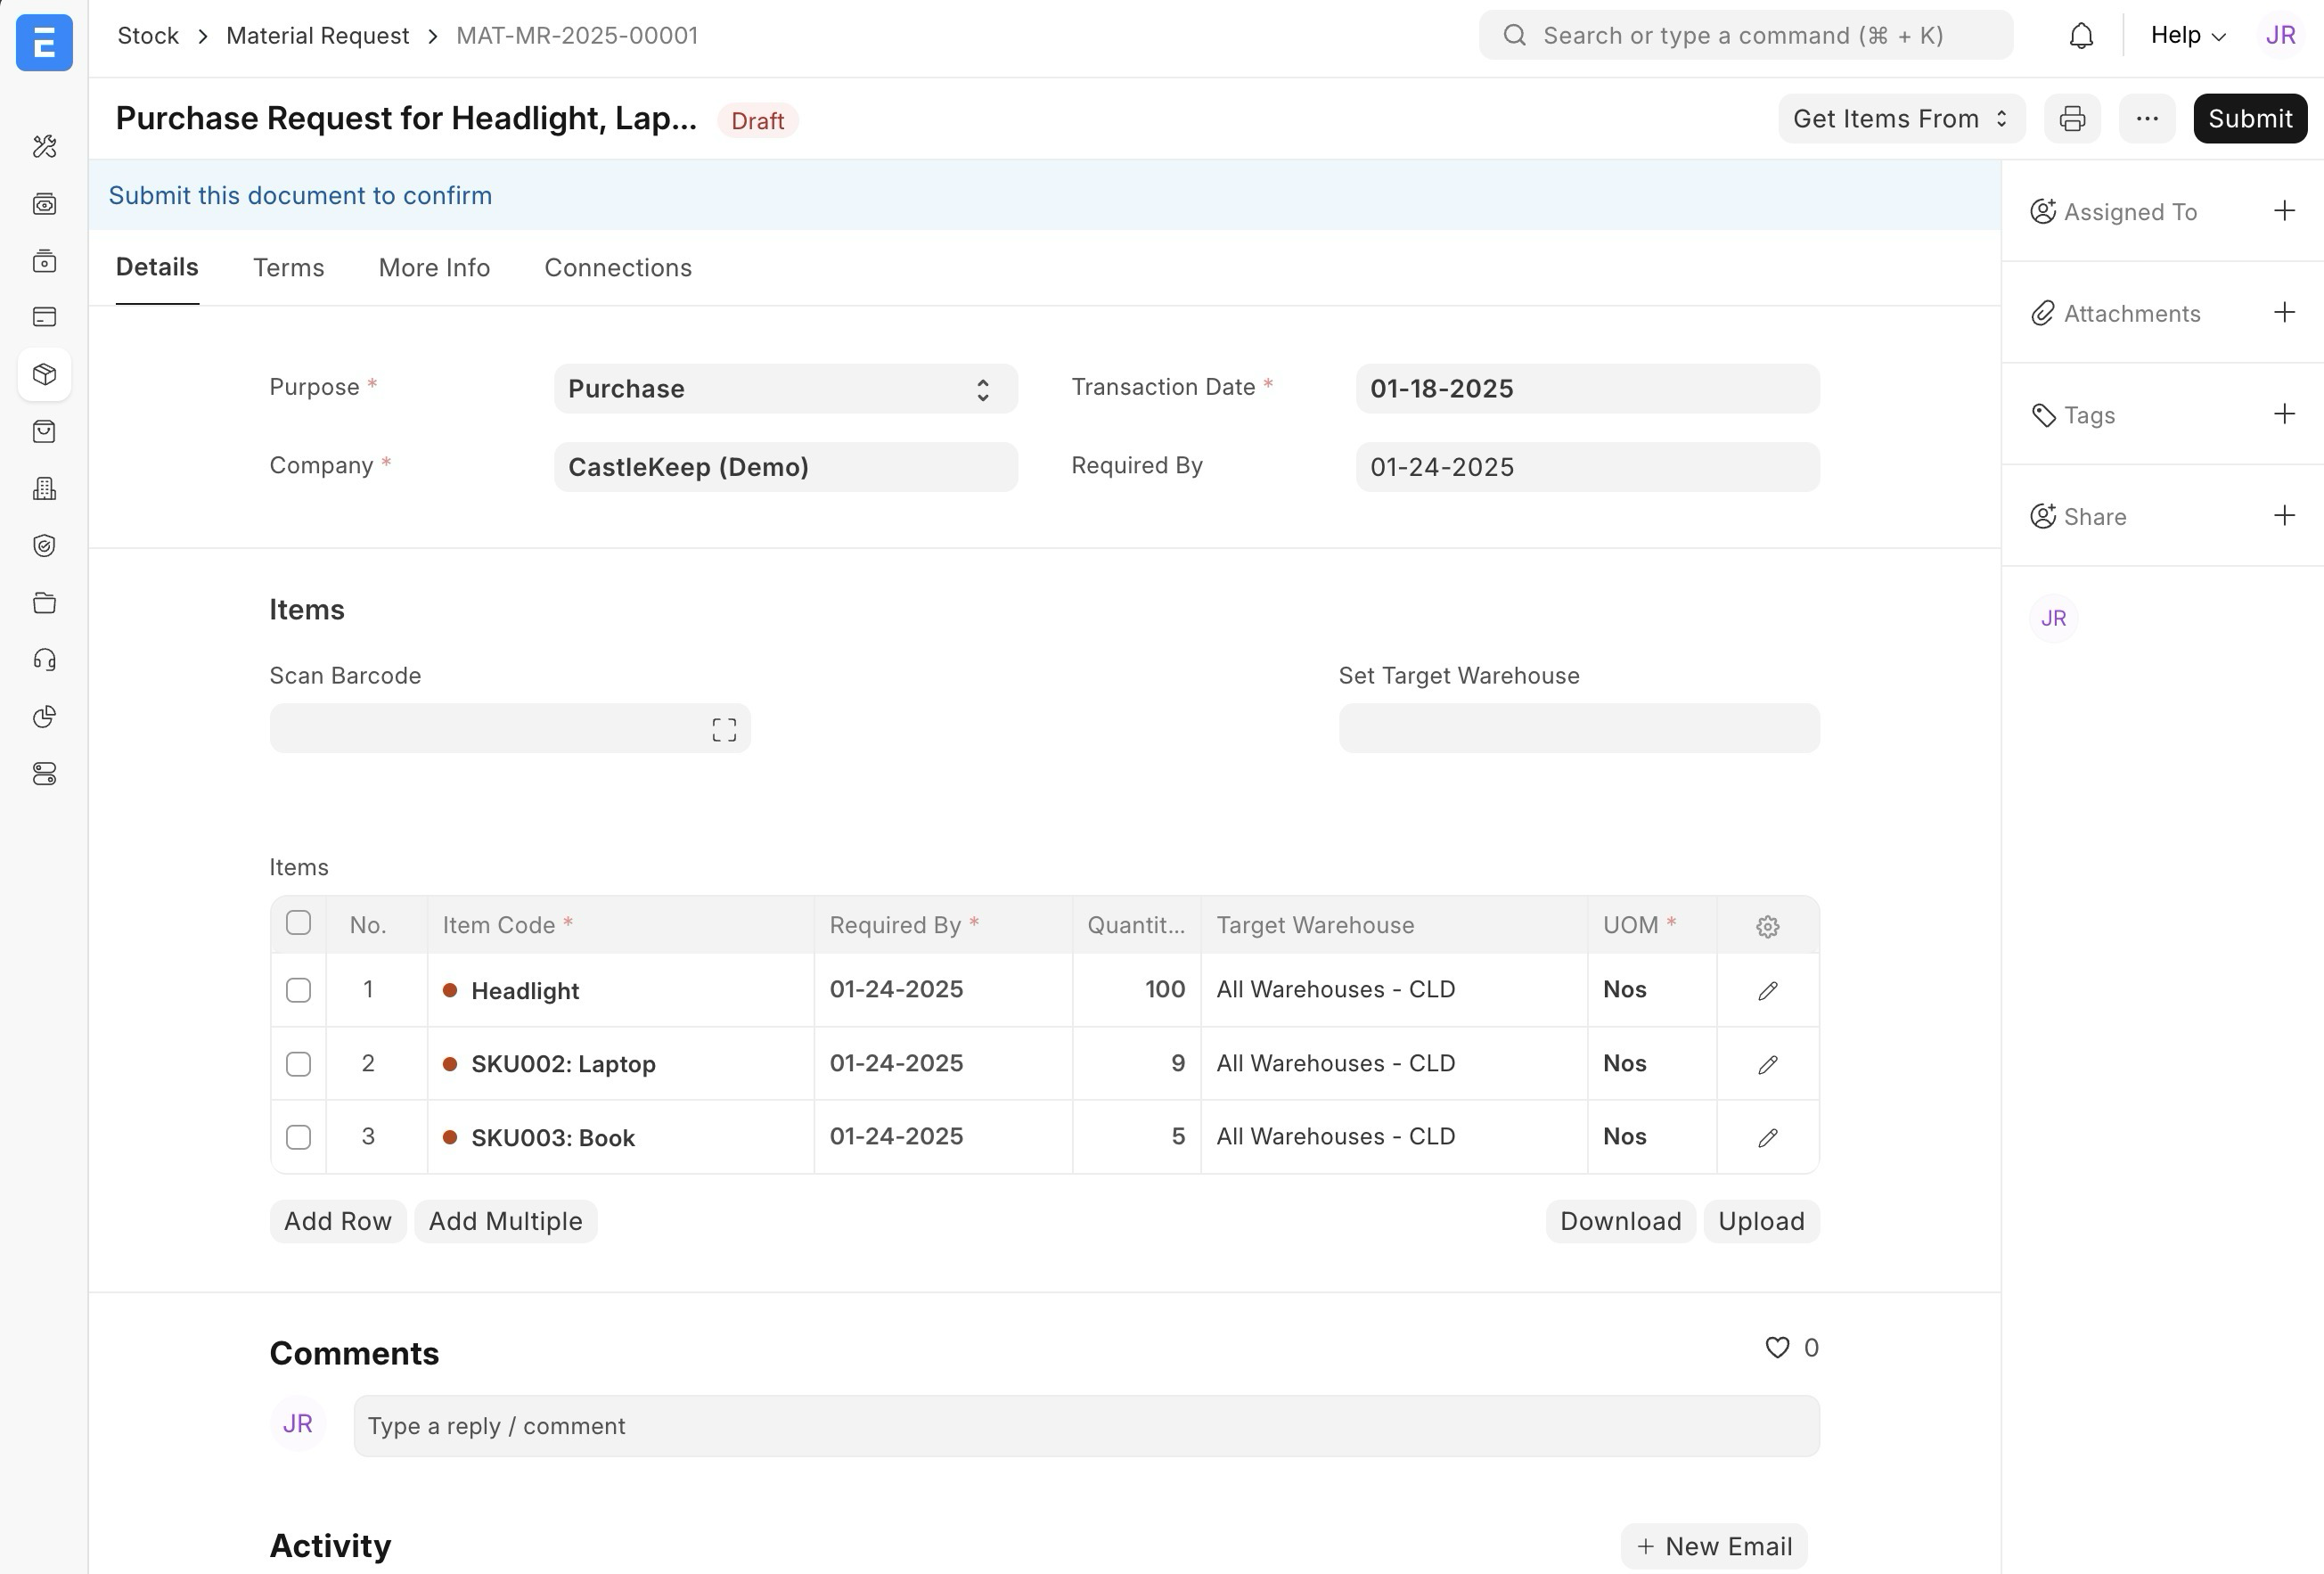 Stock > Material Request > MAT-MR-2025-00001
Search or type a command (⌘ + K)
Help
JR
Purchase Request for Headlight, Lap...
Draft
Get Items From
...
Submit
Submit this document to confirm
Details Terms More Info Connections
Purpose * Purchase
Transaction Date * 01-18-2025
Company * CastleKeep (Demo)
Required By 01-24-2025
Assigned To +
Attachments +
Tags +
Share +
JR
Items
Scan Barcode
Set Target Warehouse
Items
No. Item Code * Required By * Quantit... Target Warehouse UOM *
1 Headlight 01-24-2025 100 All Warehouses - CLD Nos
2 SKU002: Laptop 01-24-2025 9 All Warehouses - CLD Nos
3 SKU003: Book 01-24-2025 5 All Warehouses - CLD Nos
Add Row Add Multiple Download Upload
Comments
0
JR
Type a reply / comment
Activity
+ New Email